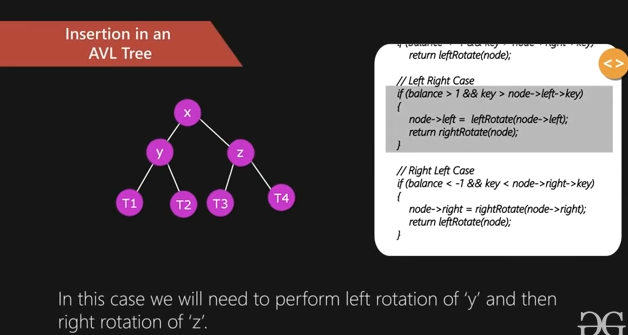 Insertion in an
AVL Tree
return leftRotate(node);
// Left Right Case
if (balance > 1 && key > node->left->key)
{
node->left = leftRotate(node->left);
return rightRotate(node);
}
// Right Left Case
if (balance < -1 && key < node->right->key)
{
node->right = rightRotate(node->right);
return leftRotate(node);
}
< >
x
y z
T1 T2 T3 T4
In this case we will need to perform left rotation of 'y' and then
right rotation of 'z'.